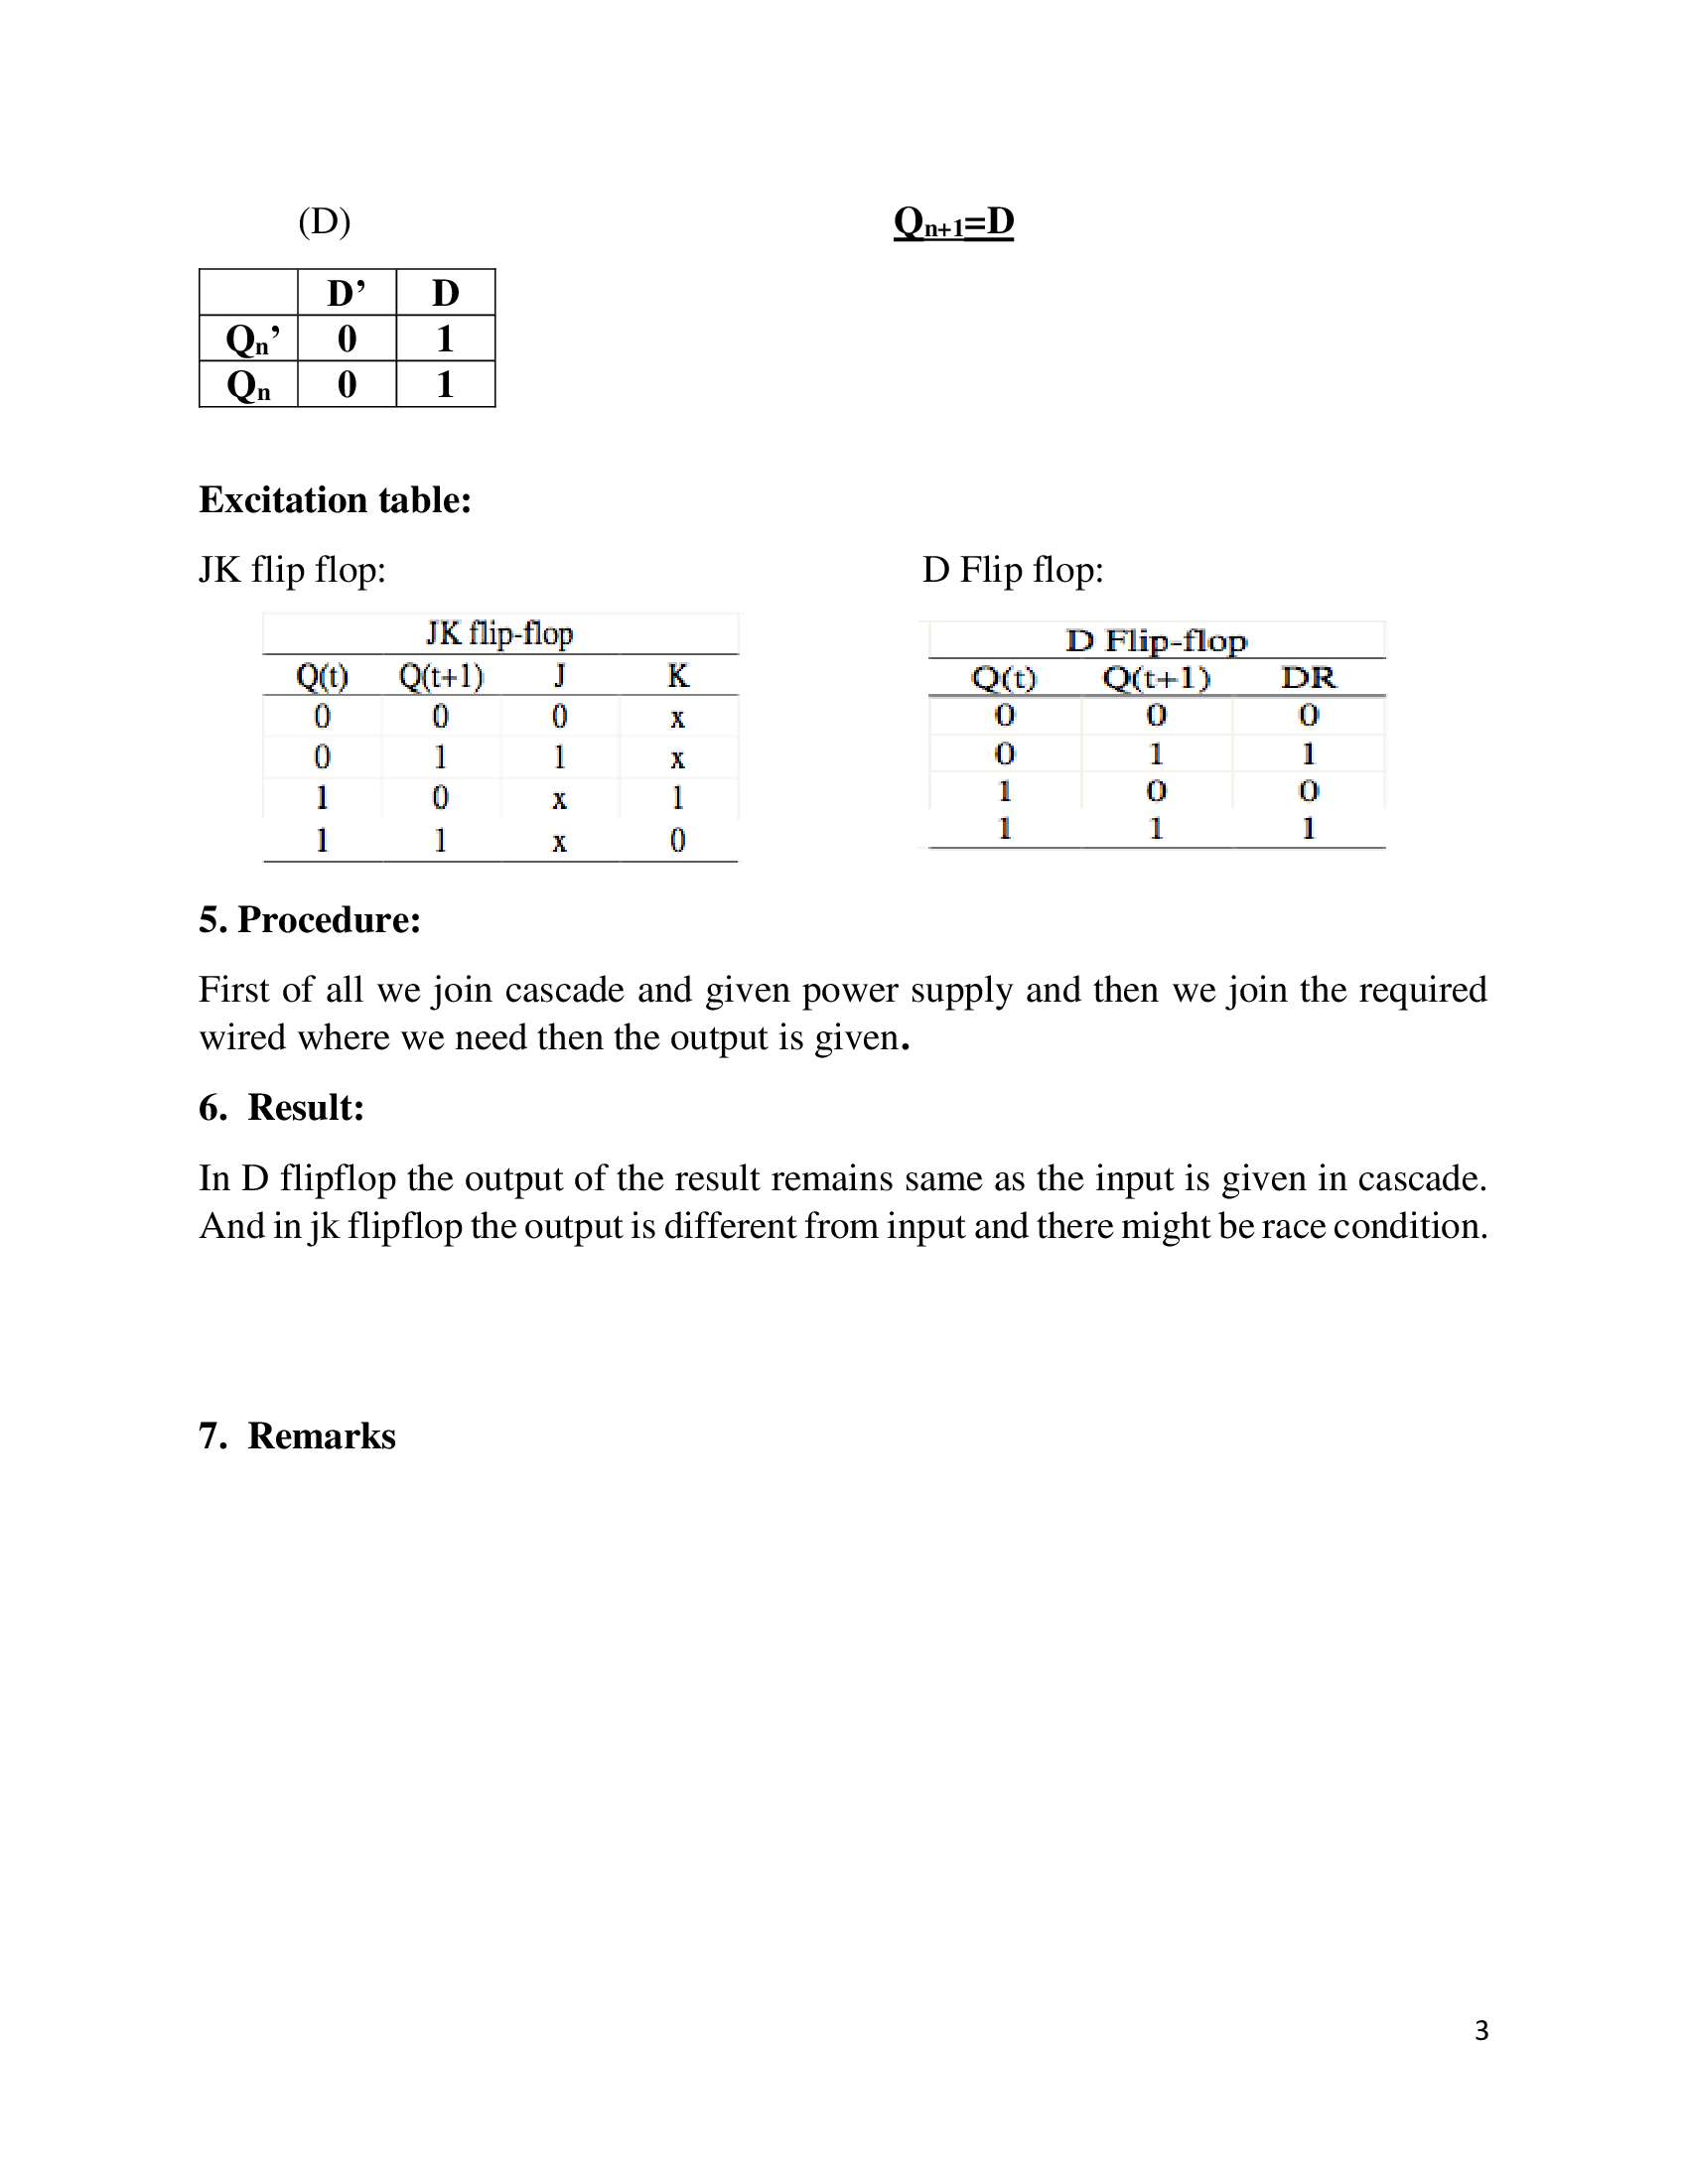 (D) Qn+1=D
D’ D
Qn’ 0 1
Qn 0 1
Excitation table:
JK flip flop: D Flip flop:
JK flip-flop
Q(t) Q(t+1) J K
0 0 0 x
0 1 1 x
1 0 x 1
1 1 x 0
D Flip-flop
Q(t) Q(t+1) DR
0 0 0
0 1 1
1 0 0
1 1 1
5. Procedure:
First of all we join cascade and given power supply and then we join the required
wired where we need then the output is given.
6. Result:
In D flipflop the output of the result remains same as the input is given in cascade.
And in jk flipflop the output is different from input and there might be race condition.
7. Remarks
3